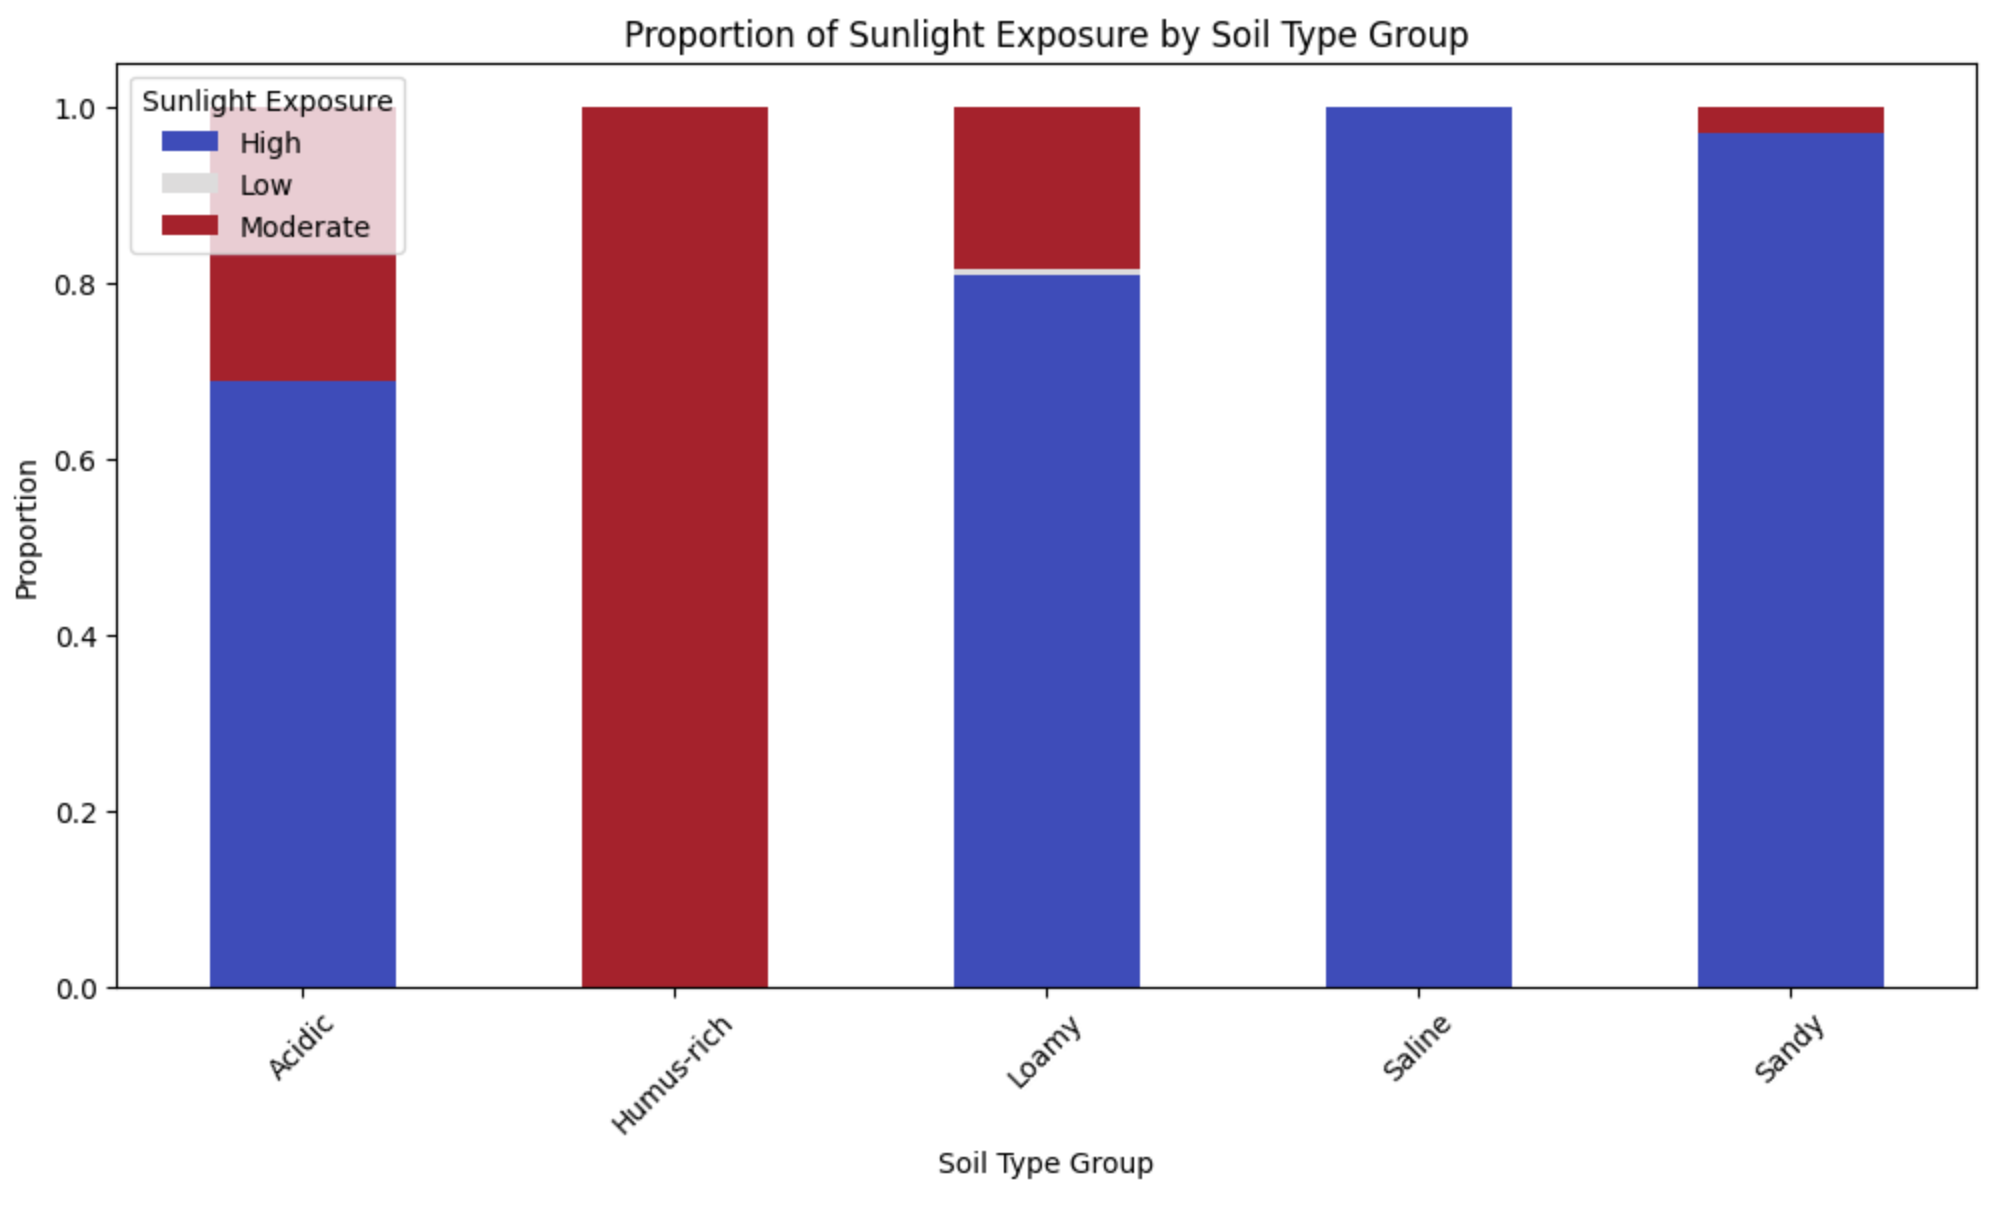 Proportion of Sunlight Exposure by Soil Type Group
Sunlight Exposure
High
Low
Moderate
1.0
0.8
0.6
0.4
0.2
0.0
Proportion
Acidic
Humus-rich
Loamy
Saline
Sandy
Soil Type Group